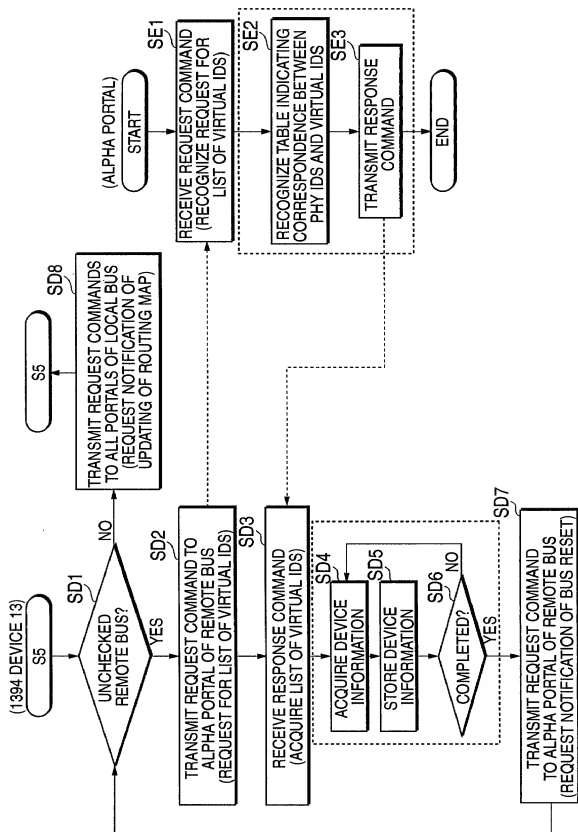 (1394 DEVICE 13)
S5
SD1
UNCHECKED
REMOTE BUS?
NO
YES
SD8
TRANSMIT REQUEST COMMANDS
TO ALL PORTALS OF LOCAL BUS
(REQUEST NOTIFICATION OF
UPDATING OF ROUTING MAP)
S5
SD2
TRANSMIT REQUEST COMMAND TO
ALPHA PORTAL OF REMOTE BUS
(REQUEST FOR LIST OF VIRTUAL IDS)
SD3
RECEIVE RESPONSE COMMAND
(ACQUIRE LIST OF VIRTUAL IDS)
SD4
ACQUIRE DEVICE
INFORMATION
SD5
STORE DEVICE
INFORMATION
SD6
COMPLETED?
NO
YES
SD7
TRANSMIT REQUEST COMMAND
TO ALPHA PORTAL OF REMOTE BUS
(REQUEST NOTIFICATION OF BUS RESET)
(ALPHA PORTAL)
START
SE1
RECEIVE REQUEST COMMAND
(RECOGNIZE REQUEST FOR
LIST OF VIRTUAL IDS)
SE2
RECOGNIZE TABLE INDICATING
CORRESPONDENCE BETWEEN
PHY IDS AND VIRTUAL IDS
SE3
TRANSMIT RESPONSE
COMMAND
END